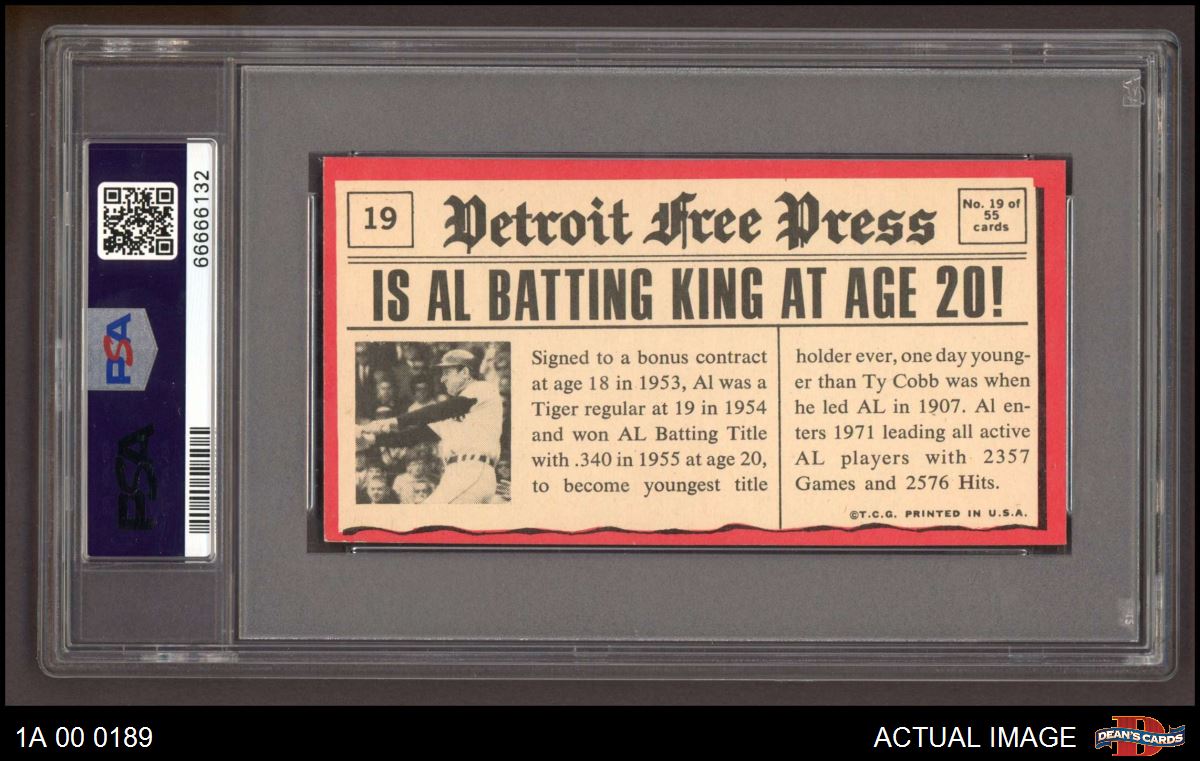 PSA
66666132
PSA
19
Detroit Free Press
No. 19 of
55
cards
IS AL BATTING KING AT AGE 20!
Signed to a bonus contract
at age 18 in 1953, Al was a
Tiger regular at 19 in 1954
and won AL Batting Title
with .340 in 1955 at age 20,
to become youngest title
holder ever, one day young-
er than Ty Cobb was when
he led AL in 1907. Al en-
ters 1971 leading all active
AL players with 2357
Games and 2576 Hits.
©T.C.G. PRINTED IN U.S.A.
1A 00 0189
ACTUAL IMAGE
DEAN'S CARDS